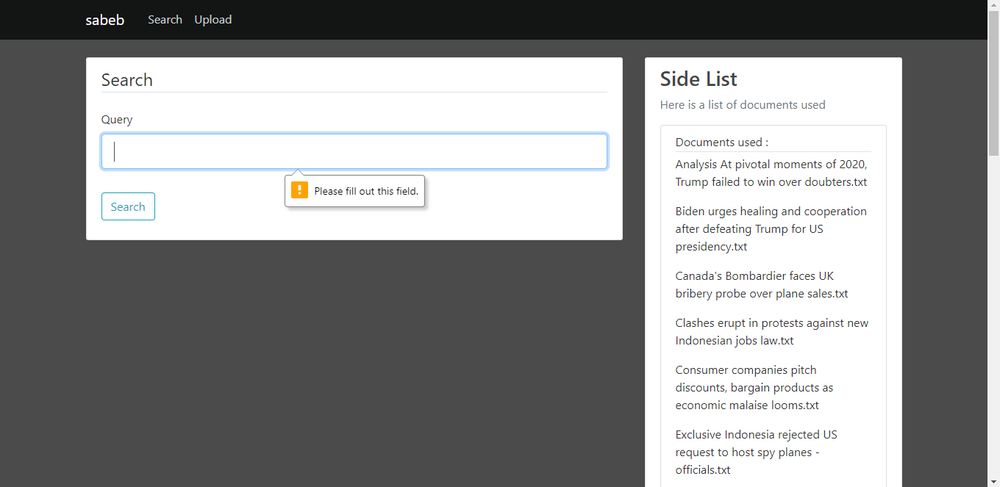 sabeb Search Upload
Search
Query
Please fill out this field.
Search
Side List
Here is a list of documents used
Documents used :
Analysis At pivotal moments of 2020,
Trump failed to win over doubters.txt
Biden urges healing and cooperation
after defeating Trump for US
presidency.txt
Canada's Bombardier faces UK
bribery probe over plane sales.txt
Clashes erupt in protests against new
Indonesian jobs law.txt
Consumer companies pitch
discounts, bargain products as
economic malaise looms.txt
Exclusive Indonesia rejected US
request to host spy planes -
officials.txt